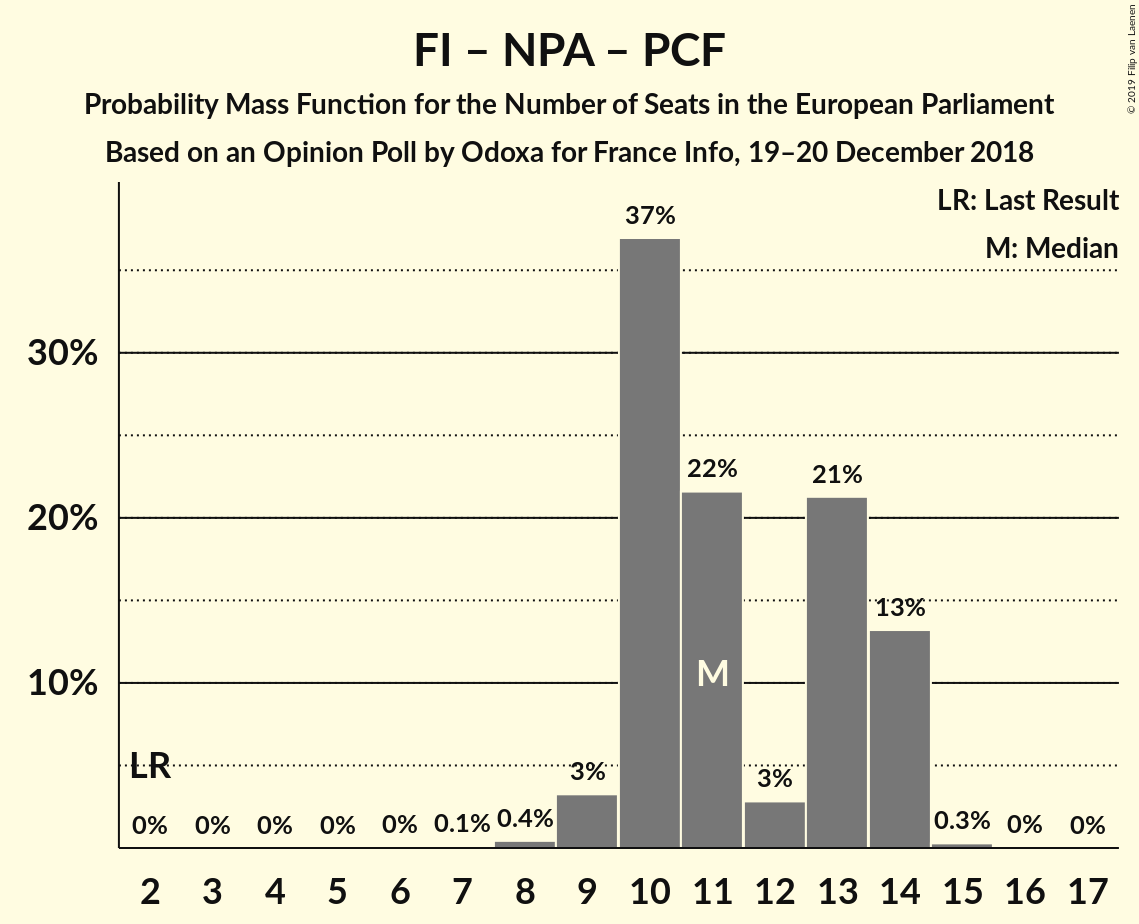 FI – NPA – PCF
Probability Mass Function for the Number of Seats in the European Parliament
Based on an Opinion Poll by Odoxa for France Info, 19–20 December 2018
© 2019 Filip van Laenen
LR: Last Result
M: Median
37%
30%
22%
21%
20%
13%
M
10%
LR
3%
3%
0%
0%
0%
0%
0%
0.1%
0.4%
0.3%
0%
0%
2 3 4 5 6 7 8 9 10 11 12 13 14 15 16 17